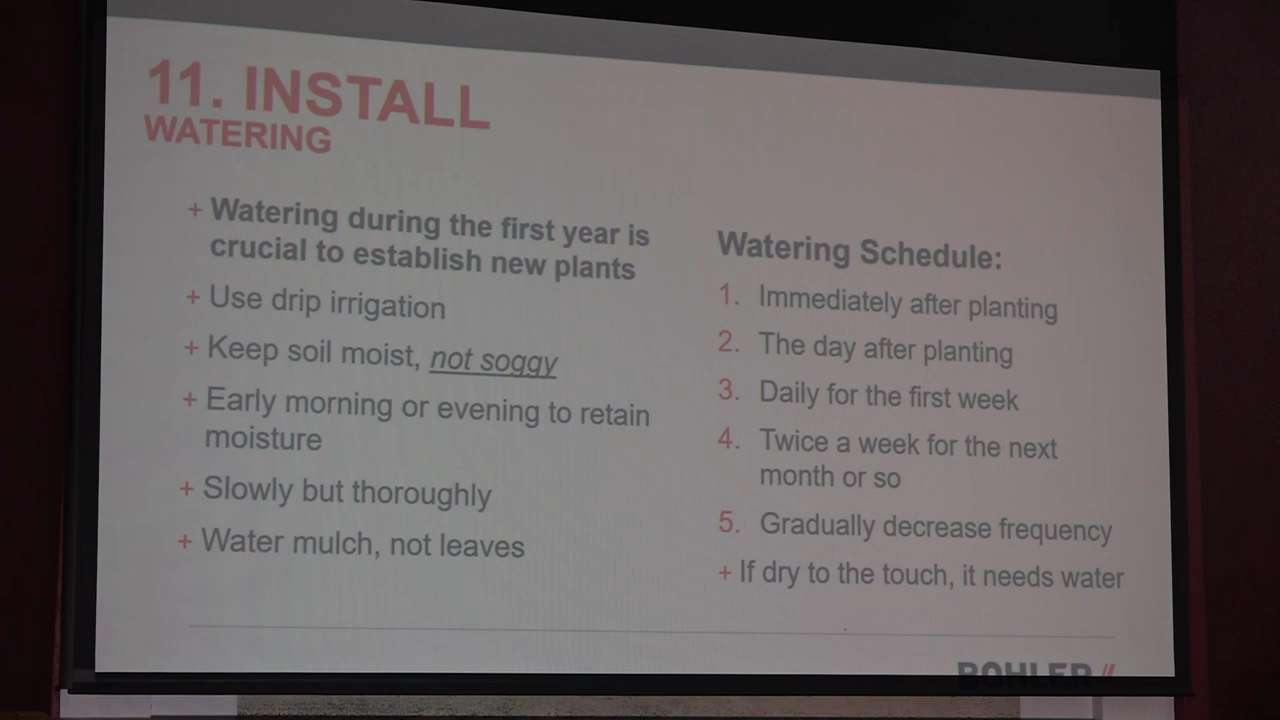 11. INSTALL
WATERING
+ Watering during the first year is
crucial to establish new plants
+ Use drip irrigation
+ Keep soil moist, not soggy
+ Early morning or evening to retain
moisture
+ Slowly but thoroughly
+ Water mulch, not leaves
Watering Schedule:
1. Immediately after planting
2. The day after planting
3. Daily for the first week
4. Twice a week for the next
month or so
5. Gradually decrease frequency
+ If dry to the touch, it needs water
BOHLER//